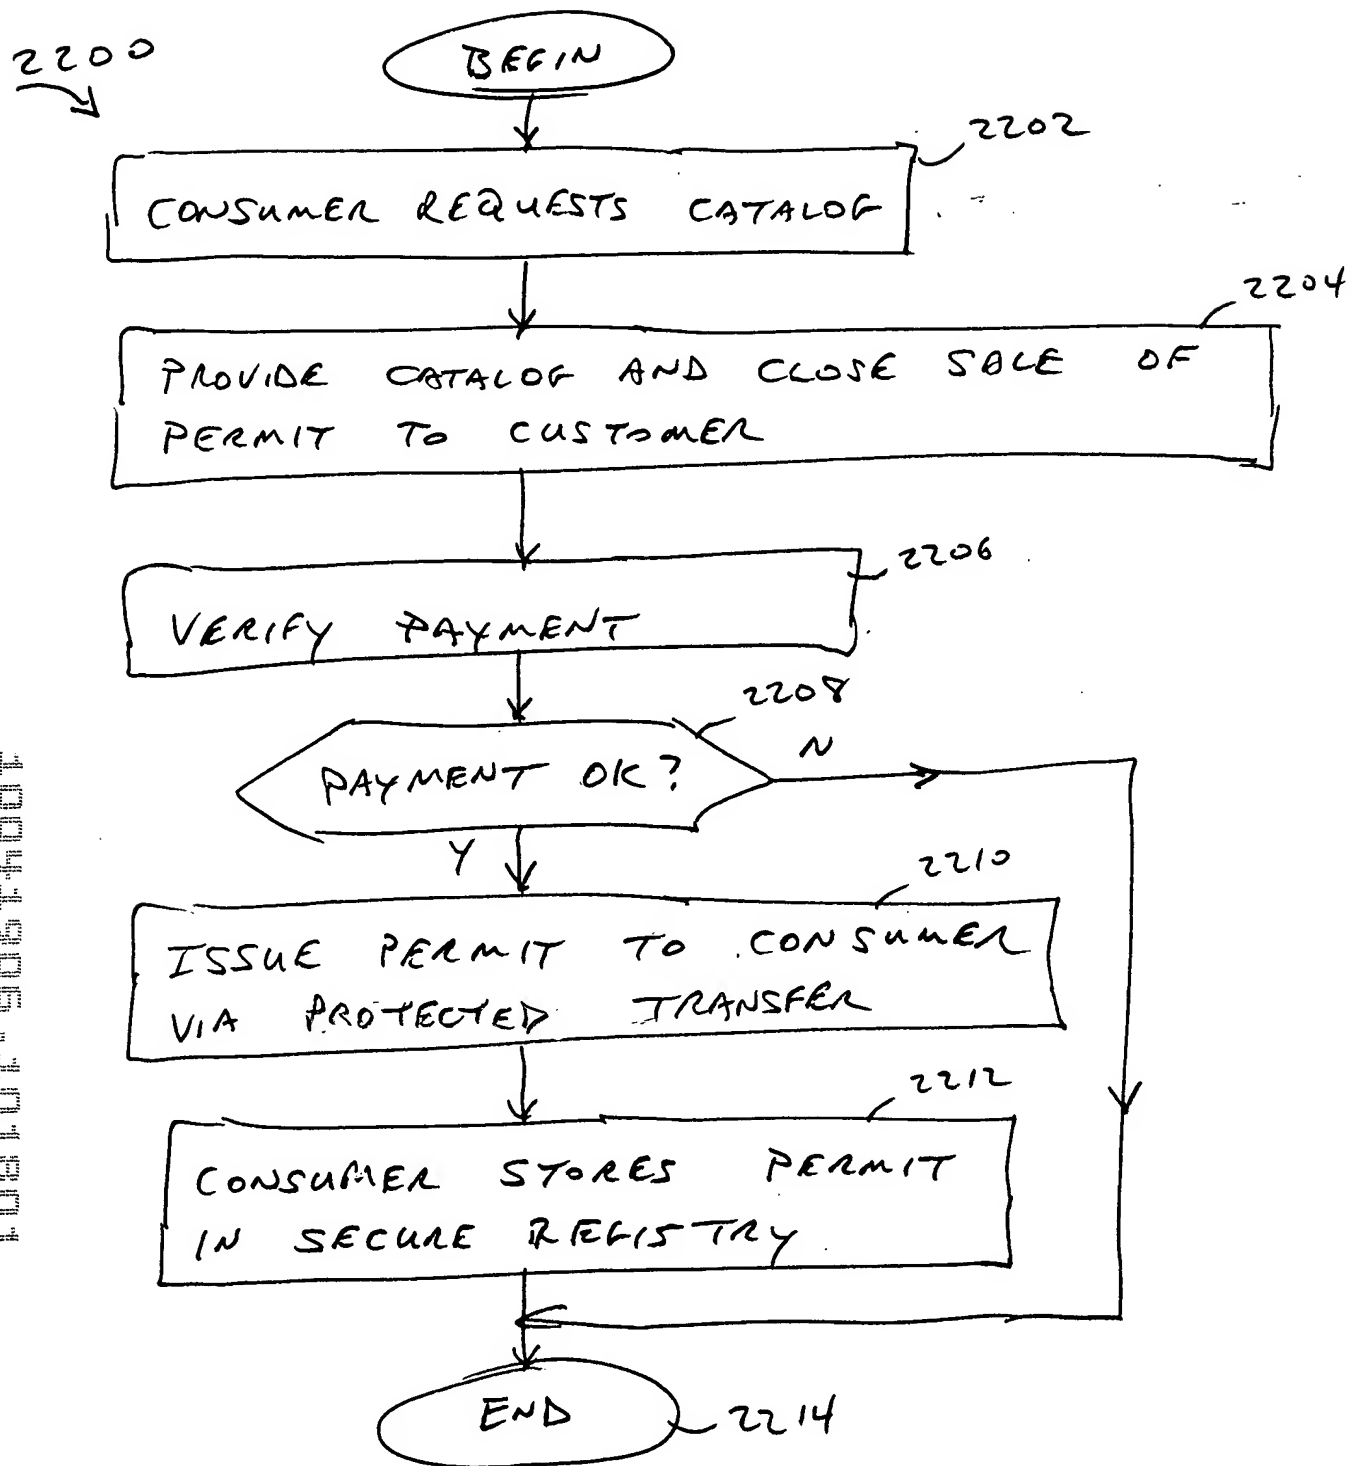 2200
BEGIN
2202
CONSUMER REQUESTS CATALOG
2204
PROVIDE CATALOG AND CLOSE SALE OF
PERMIT TO CUSTOMER
2206
VERIFY PAYMENT
2208
PAYMENT OK?
N
Y
2210
ISSUE PERMIT TO CONSUMER
VIA PROTECTED TRANSFER
2212
CONSUMER STORES PERMIT
IN SECURE REGISTRY
END
2214
10041906.101801